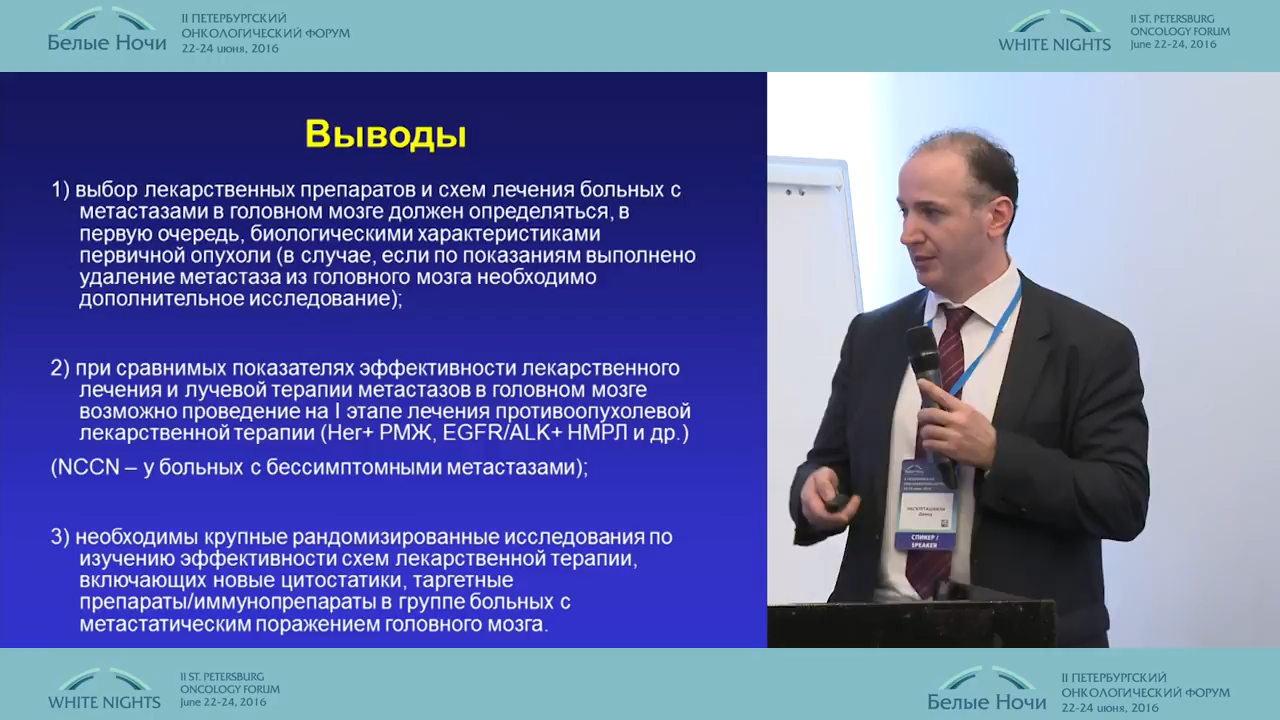 Белые Ночи
II ПЕТЕРБУРГСКИЙ
ОНКОЛОГИЧЕСКИЙ ФОРУМ
22-24 июня, 2016
WHITE NIGHTS
II ST. PETERSBURG
ONCOLOGY FORUM
June 22-24, 2016
Выводы
1) выбор лекарственных препаратов и схем лечения больных с
метастазами в головном мозге должен определяться, в
первую очередь, биологическими характеристиками
первичной опухоли (в случае, если по показаниям выполнено
удаление метастаза из головного мозга необходимо
дополнительное исследование);
2) при сравнимых показателях эффективности лекарственного
лечения и лучевой терапии метастазов в головном мозге
возможно проведение на I этапе лечения противоопухолевой
лекарственной терапии (Her+ РМЖ, EGFR/ALK+ НМРЛ и др.)
(NCCN – у больных с бессимптомными метастазами);
3) необходимы крупные рандомизированные исследования по
изучению эффективности схем лекарственной терапии,
включающих новые цитостатики, таргетные
препараты/иммунопрепараты в группе больных с
метастатическим поражением головного мозга.
СПИКЕР /
SPEAKER
WHITE NIGHTS
II ST. PETERSBURG
ONCOLOGY FORUM
June 22-24, 2016
Белые Ночи
II ПЕТЕРБУРГСКИЙ
ОНКОЛОГИЧЕСКИЙ ФОРУМ
22-24 июня, 2016